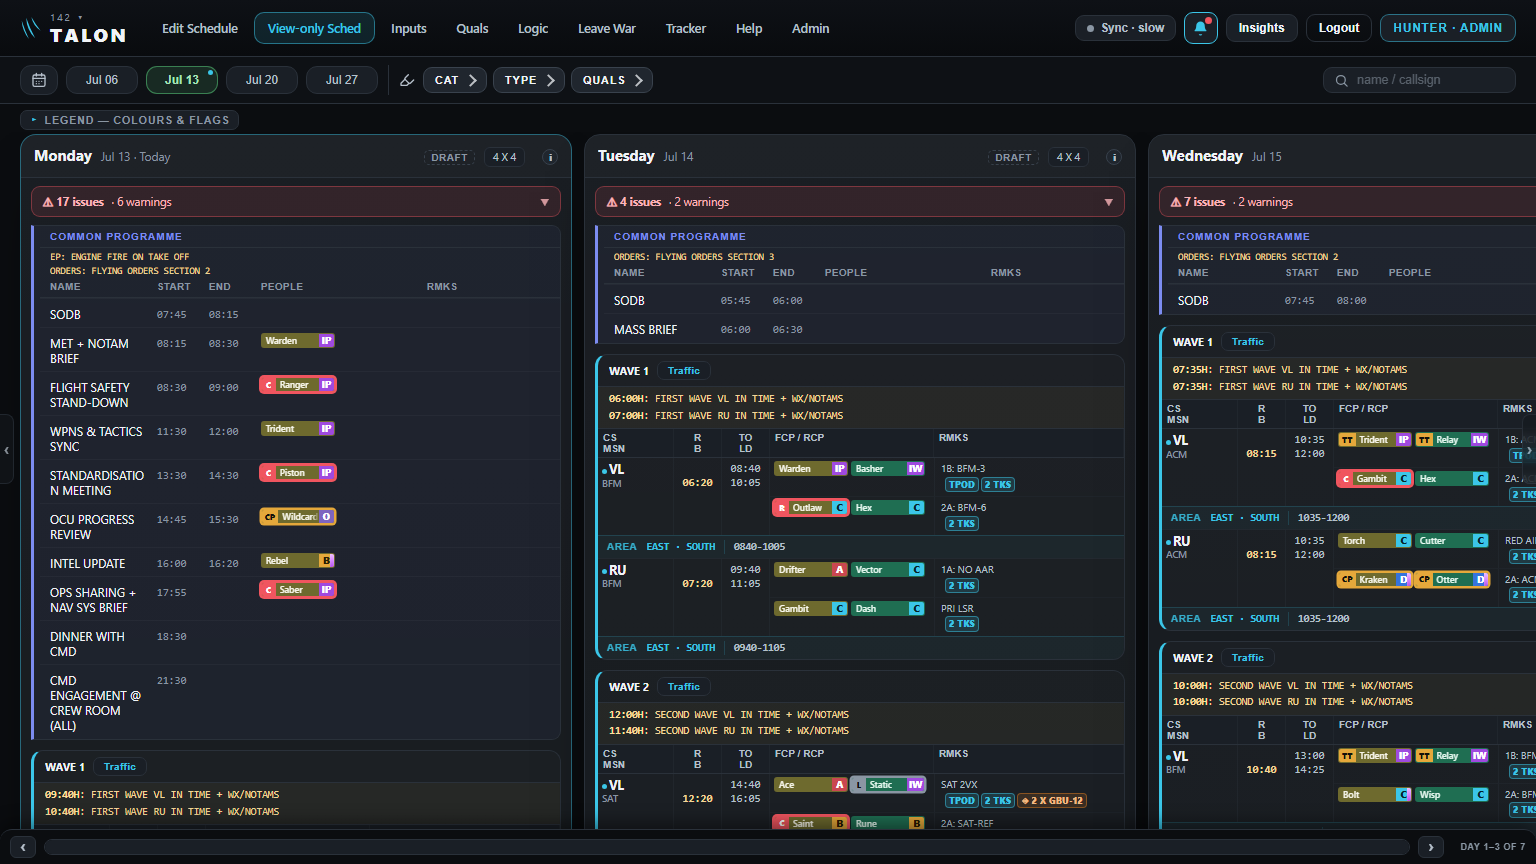 142 ▾
TALON
Edit Schedule
View-only Sched
Inputs
Quals
Logic
Leave War
Tracker
Help
Admin
Sync · slow
Insights
Logout
HUNTER · ADMIN
Jul 06
Jul 13
Jul 20
Jul 27
CAT
TYPE
QUALS
name / callsign
LEGEND — COLOURS & FLAGS
Monday Jul 13 · Today
DRAFT
4 X 4
i
17 issues · 6 warnings
COMMON PROGRAMME
EP: ENGINE FIRE ON TAKE OFF
ORDERS: FLYING ORDERS SECTION 2
NAME START END PEOPLE RMKS
SODB 07:45 08:15
MET + NOTAM 08:15 08:30 Warden IP
BRIEF
FLIGHT SAFETY 08:30 09:00 C Ranger IP
STAND-DOWN
WPNS & TACTICS 11:30 12:00 Trident IP
SYNC
STANDARDISATIO 13:30 14:30 C Piston IP
N MEETING
OCU PROGRESS 14:45 15:30 CP Wildcard O
REVIEW
INTEL UPDATE 16:00 16:20 Rebel B
OPS SHARING + 17:55 C Saber IP
NAV SYS BRIEF
DINNER WITH 18:30
CMD
CMD 21:30
ENGAGEMENT @
CREW ROOM
(ALL)
WAVE 1 Traffic
09:40H: FIRST WAVE VL IN TIME + WX/NOTAMS
10:40H: FIRST WAVE RU IN TIME + WX/NOTAMS
Tuesday Jul 14
DRAFT
4 X 4
i
4 issues · 2 warnings
COMMON PROGRAMME
ORDERS: FLYING ORDERS SECTION 3
NAME START END PEOPLE RMKS
SODB 05:45 06:00
MASS BRIEF 06:00 06:30
WAVE 1 Traffic
06:00H: FIRST WAVE VL IN TIME + WX/NOTAMS
07:00H: FIRST WAVE RU IN TIME + WX/NOTAMS
CS R TO FCP / RCP RMKS
MSN B LD
VL 08:40 Warden IP Basher IW 1B: BFM-3
BFM 06:20 10:05 TPOD 2 TKS
R Outlaw C Hex C 2A: BFM-6
2 TKS
AREA EAST · SOUTH 0840-1005
RU 09:40 Drifter A Vector C 1A: NO AAR
BFM 07:20 11:05 2 TKS
Gambit C Dash C PRI LSR
2 TKS
AREA EAST · SOUTH 0940-1105
WAVE 2 Traffic
12:00H: SECOND WAVE VL IN TIME + WX/NOTAMS
11:40H: SECOND WAVE RU IN TIME + WX/NOTAMS
CS R TO FCP / RCP RMKS
MSN B LD
VL 14:40 Ace A L Static IW SAT 2VX
SAT 12:20 16:05 TPOD 2 TKS ◆ 2 X GBU-12
C Saint B Rune B 2A: SAT-REF
Wednesday Jul 15
7 issues · 2 warnings
COMMON PROGRAMME
ORDERS: FLYING ORDERS SECTION 2
NAME START END PEOPLE
SODB 07:45 08:00
WAVE 1 Traffic
07:35H: FIRST WAVE VL IN TIME + WX/NOTAMS
07:35H: FIRST WAVE RU IN TIME + WX/NOTAMS
CS R TO FCP / RCP RMKS
MSN B LD
VL 10:35 TT Trident IP TT Relay IW 1B:
ACM 08:15 12:00
C Gambit C Hex C 2A:
2 TKS
AREA EAST · SOUTH 1035-1200
RU 10:35 Torch C Cutter C RED
ACM 08:15 12:00 2 TKS
CP Kraken D CP Otter D 2A:
2 TKS
AREA EAST · SOUTH 1035-1200
WAVE 2 Traffic
10:00H: SECOND WAVE VL IN TIME + WX/NOTAMS
10:00H: SECOND WAVE RU IN TIME + WX/NOTAMS
CS R TO FCP / RCP RMKS
MSN B LD
VL 13:00 TT Trident IP TT Relay IW 1B:
BFM 10:40 14:25 2 TKS
Bolt C Wisp C 2A:
2 TKS
DAY 1–3 OF 7